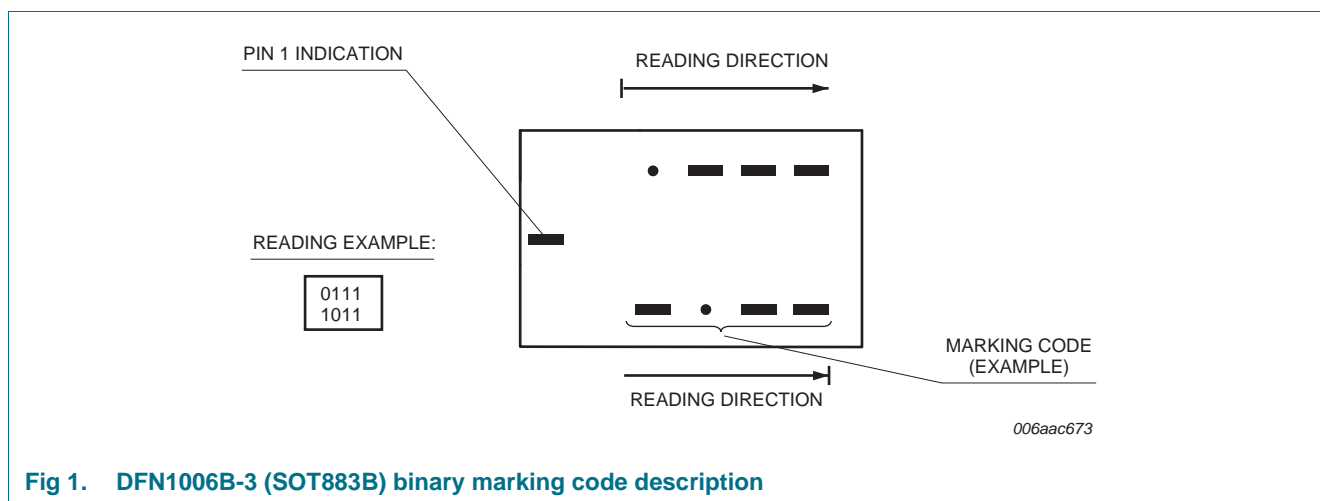 PIN 1 INDICATION
READING DIRECTION
READING EXAMPLE:
0111
1011
MARKING CODE
(EXAMPLE)
READING DIRECTION
006aac673
Fig 1. DFN1006B-3 (SOT883B) binary marking code description